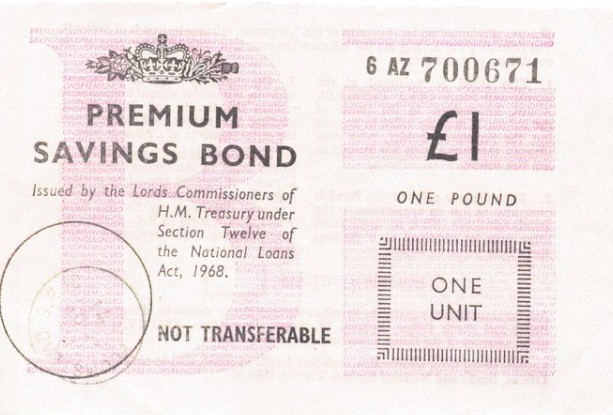 6 AZ 700671
PREMIUM
SAVINGS BOND
£1
Issued by the Lords Commissioners of
H.M. Treasury under
Section Twelve of
the National Loans
Act, 1968.
ONE POUND
ONE
UNIT
NOT TRANSFERABLE